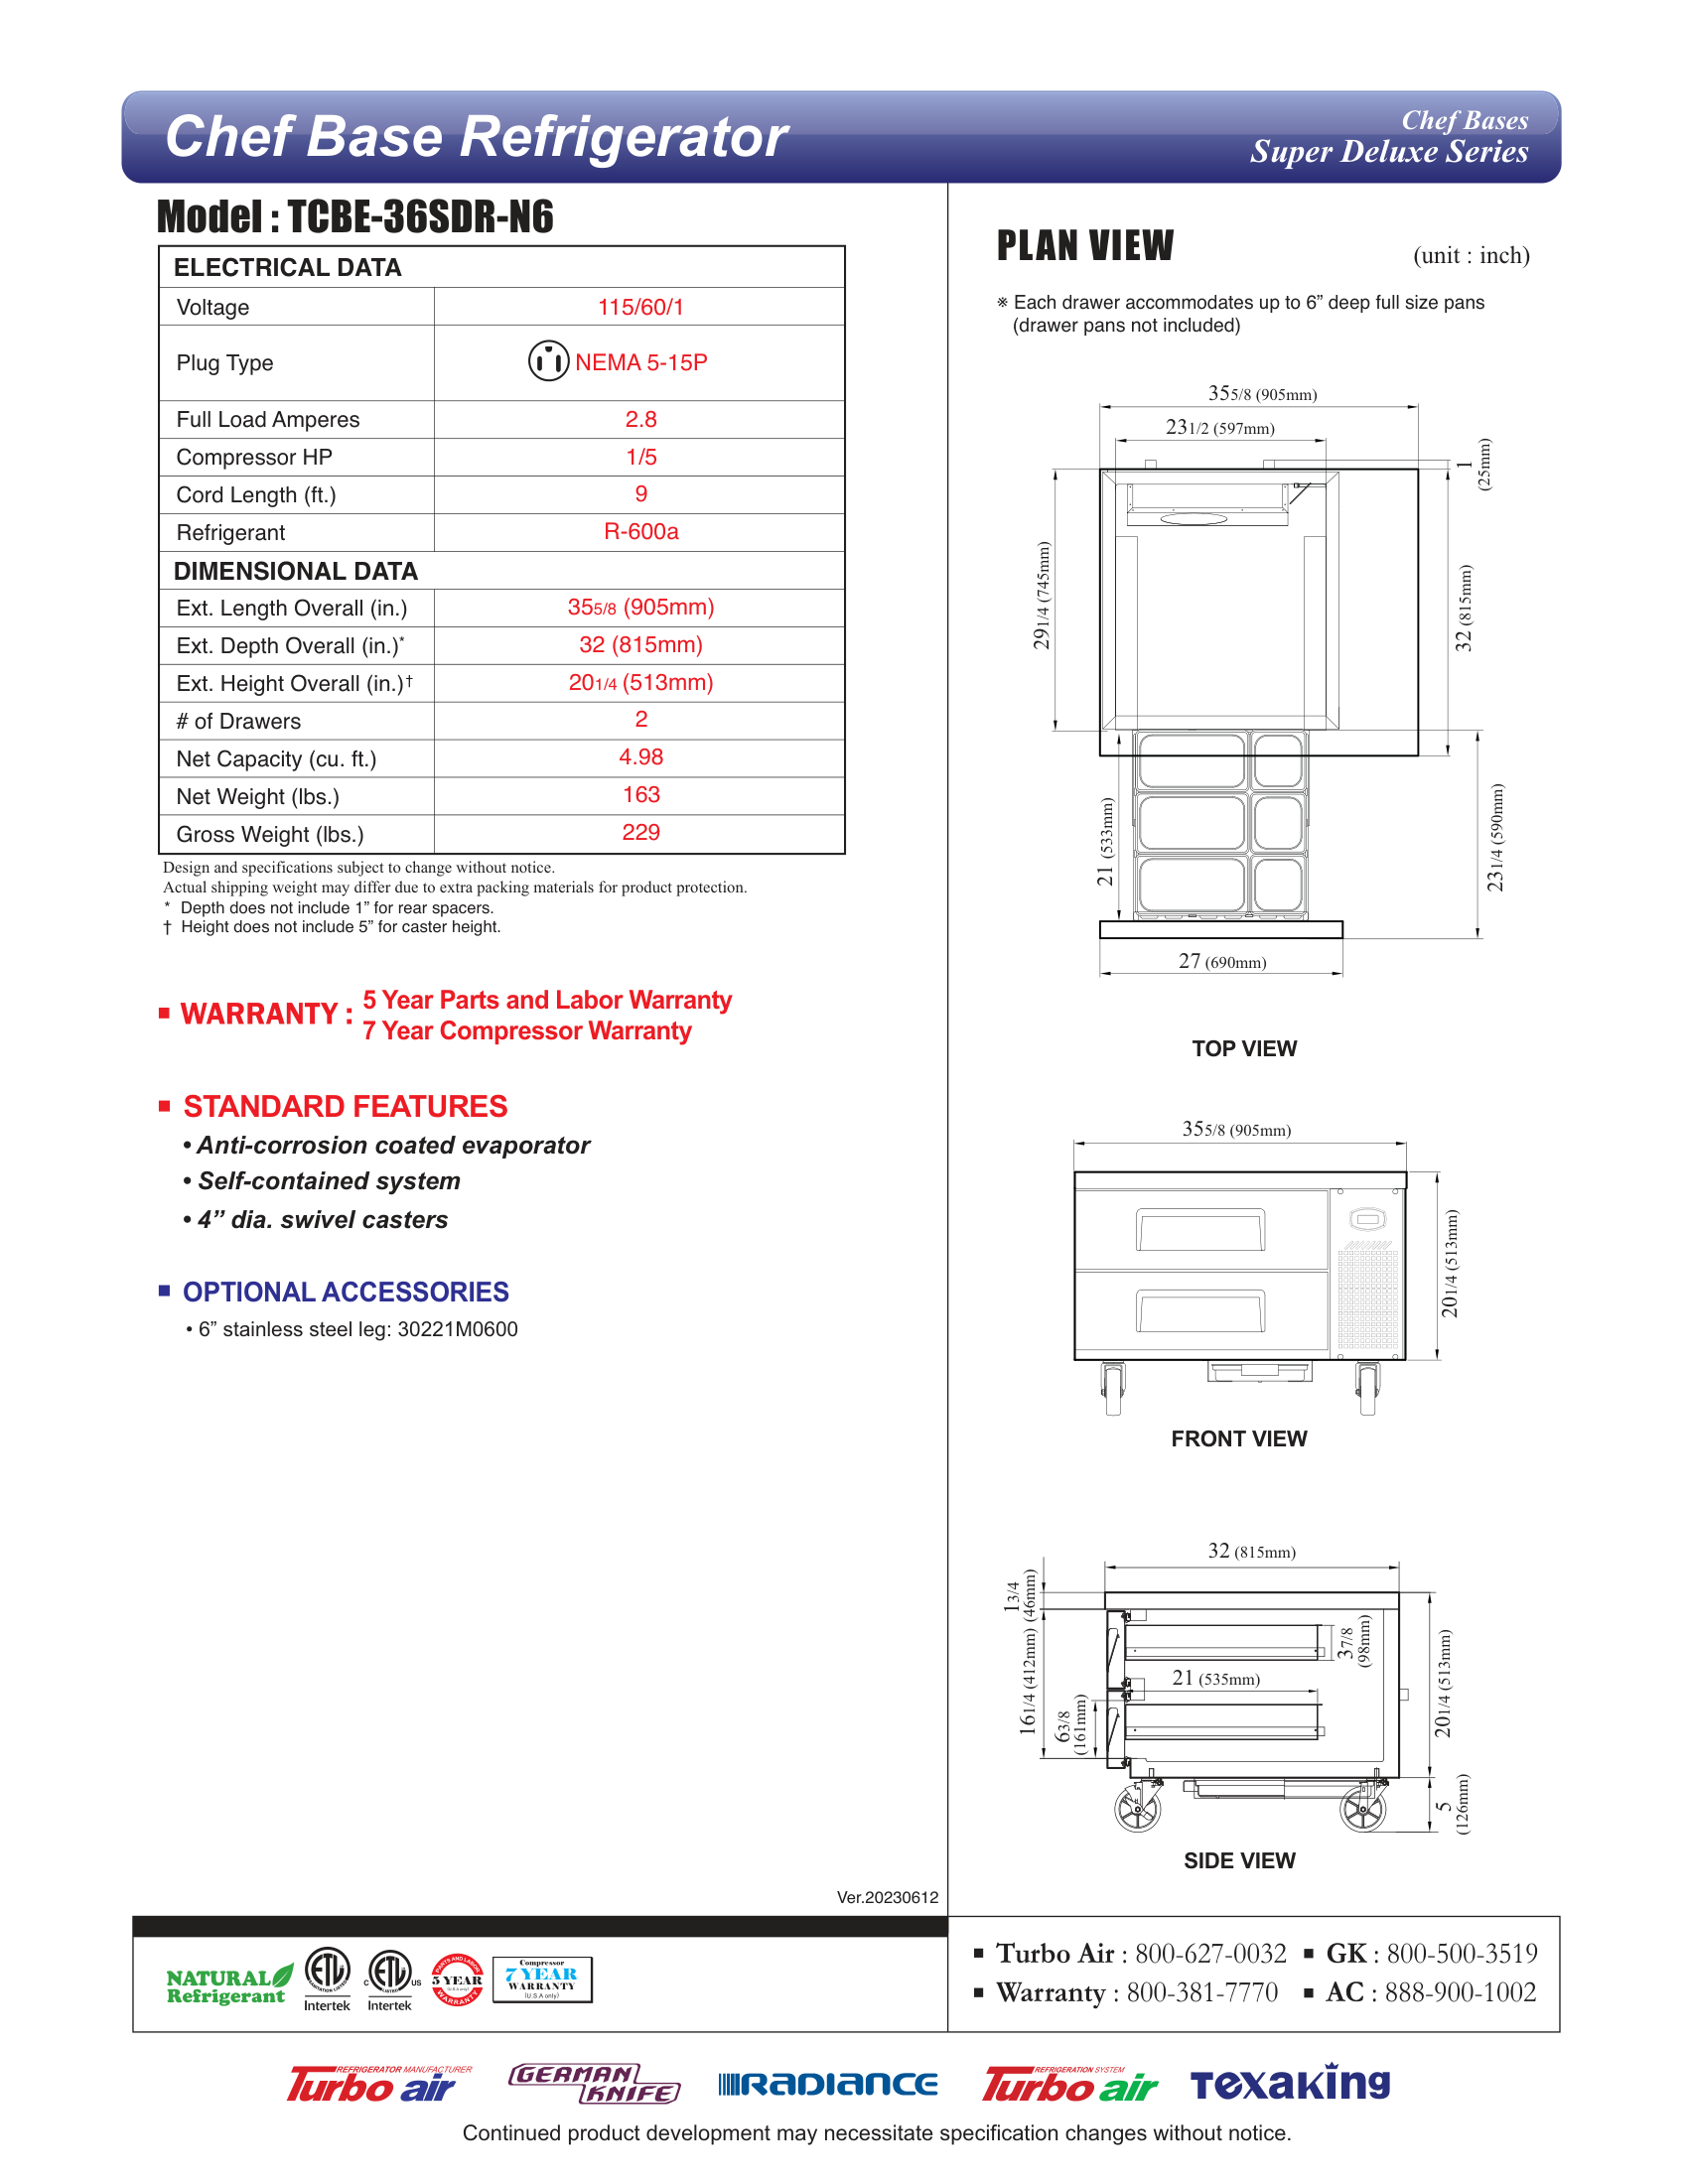 Chef Base Refrigerator
Chef Bases
Super Deluxe Series
Model : TCBE-36SDR-N6
ELECTRICAL DATA
Voltage 115/60/1
Plug Type NEMA 5-15P
Full Load Amperes 2.8
Compressor HP 1/5
Cord Length (ft.) 9
Refrigerant R-600a
DIMENSIONAL DATA
Ext. Length Overall (in.) 35 5/8 (905mm)
Ext. Depth Overall (in.)* 32 (815mm)
Ext. Height Overall (in.)† 20 1/4 (513mm)
# of Drawers 2
Net Capacity (cu. ft.) 4.98
Net Weight (lbs.) 163
Gross Weight (lbs.) 229
Design and specifications subject to change without notice.
Actual shipping weight may differ due to extra packing materials for product protection.
* Depth does not include 1” for rear spacers.
† Height does not include 5” for caster height.
WARRANTY : 5 Year Parts and Labor Warranty
7 Year Compressor Warranty
STANDARD FEATURES
• Anti-corrosion coated evaporator
• Self-contained system
• 4” dia. swivel casters
OPTIONAL ACCESSORIES
• 6” stainless steel leg: 30221M0600
Ver.20230612
PLAN VIEW
(unit : inch)
※ Each drawer accommodates up to 6” deep full size pans
(drawer pans not included)
35 5/8 (905mm)
23 1/2 (597mm)
1 (25mm)
29 1/4 (745mm)
32 (815mm)
21 (533mm)
23 1/4 (590mm)
27 (690mm)
TOP VIEW
35 5/8 (905mm)
20 1/4 (513mm)
FRONT VIEW
32 (815mm)
1 3/4 (46mm)
16 1/4 (412mm)
3 7/8 (98mm)
21 (535mm)
6 3/8 (161mm)
20 1/4 (513mm)
5 (126mm)
SIDE VIEW
NATURAL
Refrigerant
ETL
Intertek
C ETL US
Intertek
PARTS AND LABOR
5 YEAR
WARRANTY
Compressor
7 YEAR
WARRANTY
(U.S.A only)
Turbo Air : 800-627-0032
GK : 800-500-3519
Warranty : 800-381-7770
AC : 888-900-1002
REFRIGERATOR MANUFACTURER
Turbo air
GERMAN
KNIFE
RADIANCE
REFRIGERATION SYSTEM
Turbo air
TEXAKING
Continued product development may necessitate specification changes without notice.